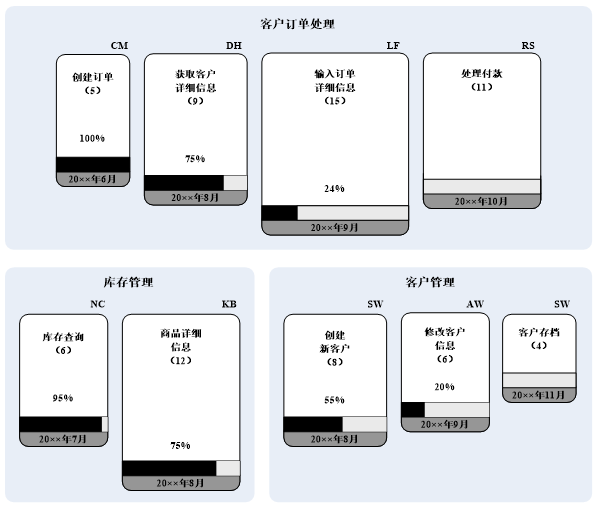 客户订单处理
CM
DH
LF
RS
创建订单
（5）
100%
20××年6月
获取客户
详细信息
（9）
75%
20××年8月
输入订单
详细信息
（15）
24%
20××年9月
处理付款
（11）
20××年10月
库存管理
NC
KB
库存查询
（6）
95%
20××年7月
商品详细
信息
（12）
75%
20××年8月
客户管理
SW
AW
SW
创建
新客户
（8）
55%
20××年8月
修改客户
信息
（6）
20%
20××年9月
客户存档
（4）
20××年11月